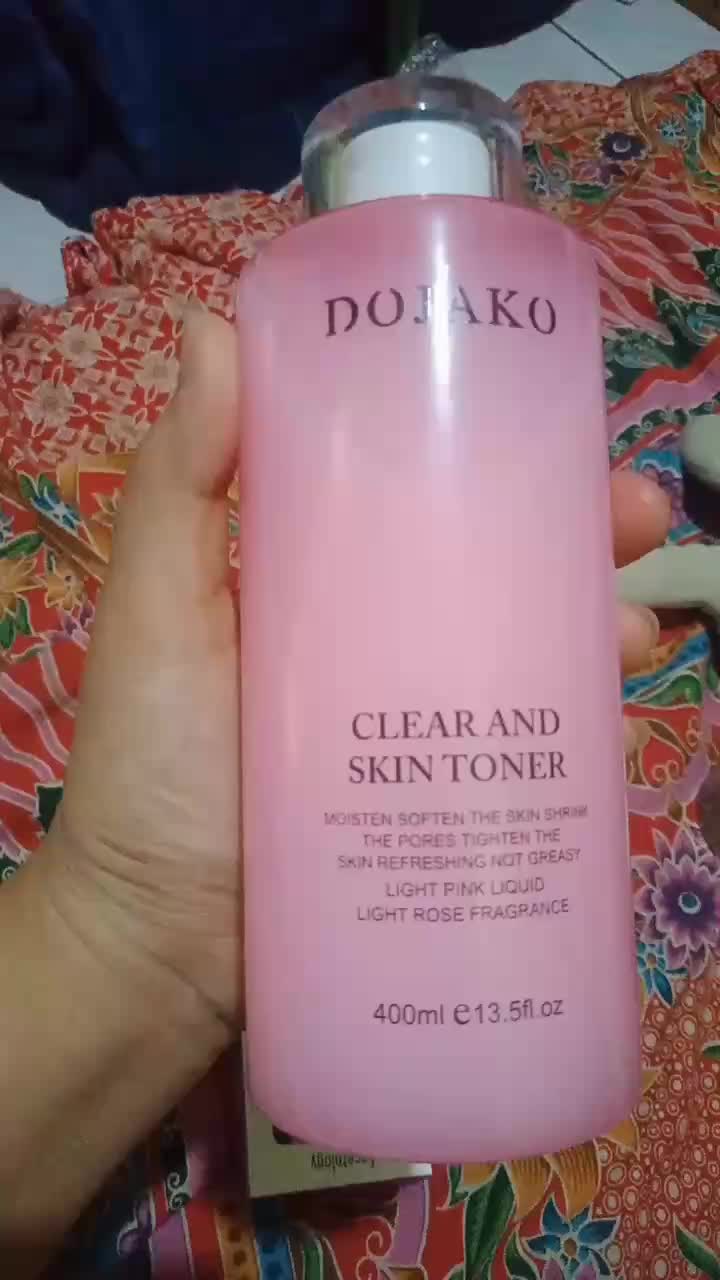 DOJAKO
CLEAR AND
SKIN TONER
MOISTEN SOFTEN THE SKIN SHRINK
THE PORES TIGHTEN THE
SKIN REFRESHING NOT GREASY
LIGHT PINK LIQUID
LIGHT ROSE FRAGRANCE
400ml e13.5fl.oz